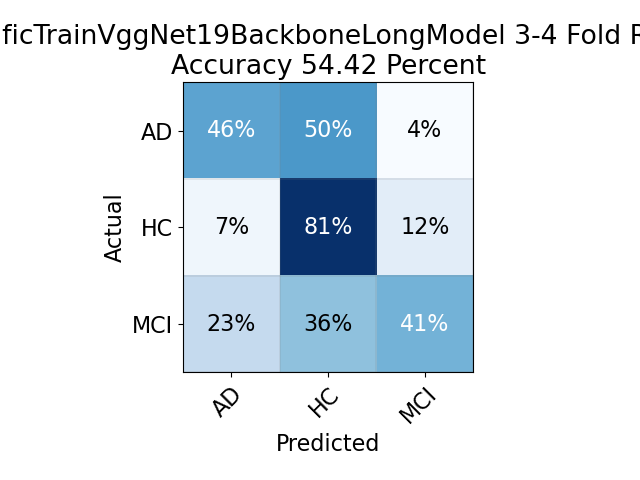 ficTrainVggNet19BackboneLongModel 3-4 Fold
Accuracy 54.42 Percent
AD 46% 50% 4%
HC 7% 81% 12%
MCI 23% 36% 41%
Actual
AD HC MCI
Predicted